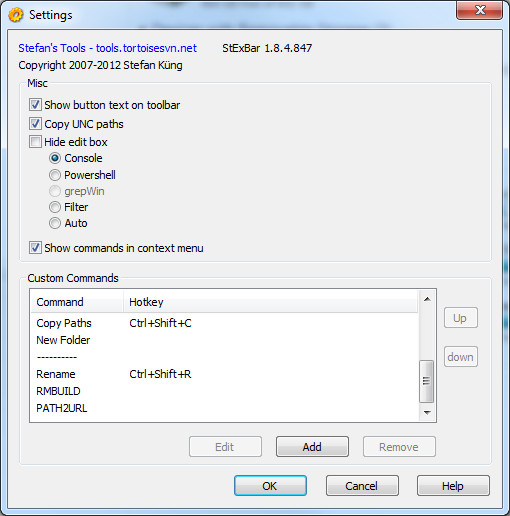 Settings
Stefan's Tools - tools.tortoisesvn.net StExBar 1.8.4.847
Copyright 2007-2012 Stefan Küng
Misc
Show button text on toolbar
Copy UNC paths
Hide edit box
Console
Powershell
grepWin
Filter
Auto
Show commands in context menu
Custom Commands
Command Hotkey
Copy Paths Ctrl+Shift+C
New Folder
----------
Rename Ctrl+Shift+R
RMBUILD
PATH2URL
Up
down
Edit Add Remove
OK Cancel Help